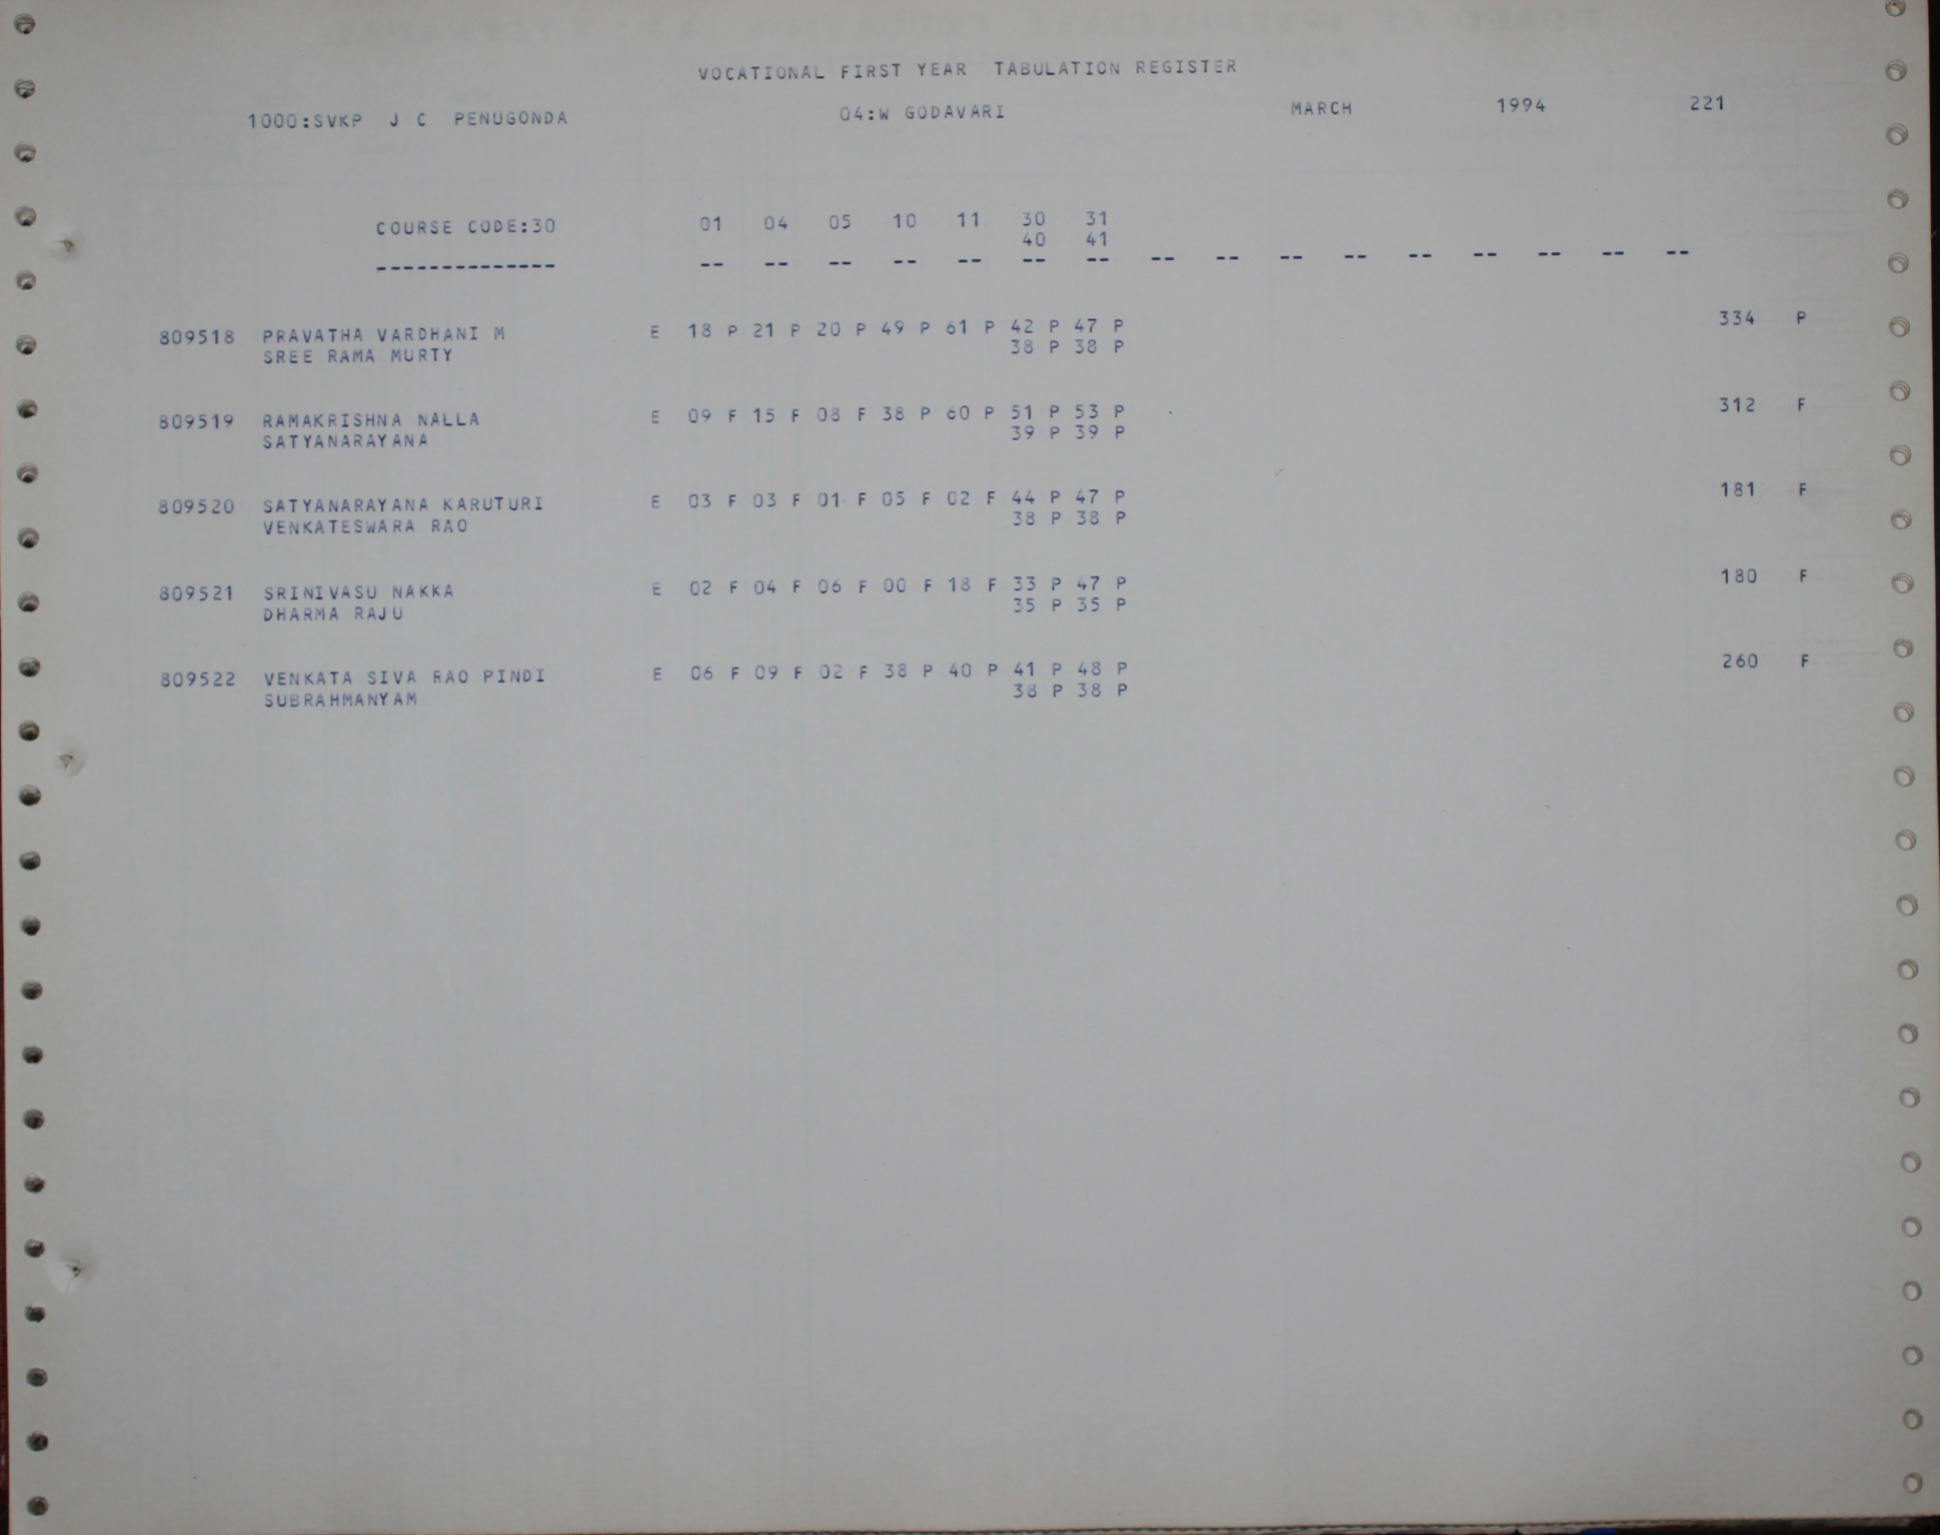 VOCATIONAL FIRST YEAR TABULATION REGISTER
1000:SVKP J C PENUGONDA 04:W GODAVARI MARCH 1994 221
COURSE CODE:30 01 04 05 10 11 30 31
40 41
-------------- -- -- -- -- -- -- -- -- -- -- -- -- -- -- -- --
809518 PRAVATHA VARDHANI M E 18 P 21 P 20 P 49 P 61 P 42 P 47 P 334 P
SREE RAMA MURTY 38 P 38 P
809519 RAMAKRISHNA NALLA E 09 F 15 F 08 F 38 P 60 P 51 P 53 P 312 F
SATYANARAYANA 39 P 39 P
809520 SATYANARAYANA KARUTURI E 03 F 03 F 01 F 05 F 02 F 44 P 47 P 181 F
VENKATESWARA RAO 38 P 38 P
809521 SRINIVASU NAKKA E 02 F 04 F 06 F 00 F 18 F 33 P 47 P 180 F
DHARMA RAJU 35 P 35 P
809522 VENKATA SIVA RAO PINDI E 06 F 09 F 02 F 38 P 40 P 41 P 48 P 260 F
SUBRAHMANYAM 38 P 38 P